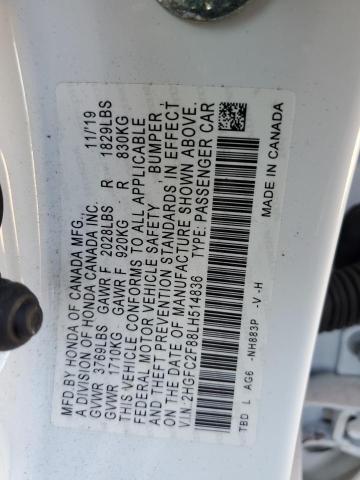 MFD.BY HONDA OF CANADA MFG.,
A DIVISION OF HONDA CANADA INC. 11/'19
GVWR 3769LBS GAWR F 2028LBS R 1829LBS
GVWR 1710KG GAWR F 920KG R 830KG
THIS VEHICLE CONFORMS TO ALL APPLICABLE
FEDERAL MOTOR VEHICLE SAFETY , BUMPER
AND THEFT PREVENTION STANDARDS IN EFFECT
ON THE DATE OF MANUFACTURE SHOWN ABOVE.
V.I.N: 2HGFC2F88LH514836 TYPE: PASSENGER CAR
TBD L AG6 -NH883P -V -H MADE IN CANADA